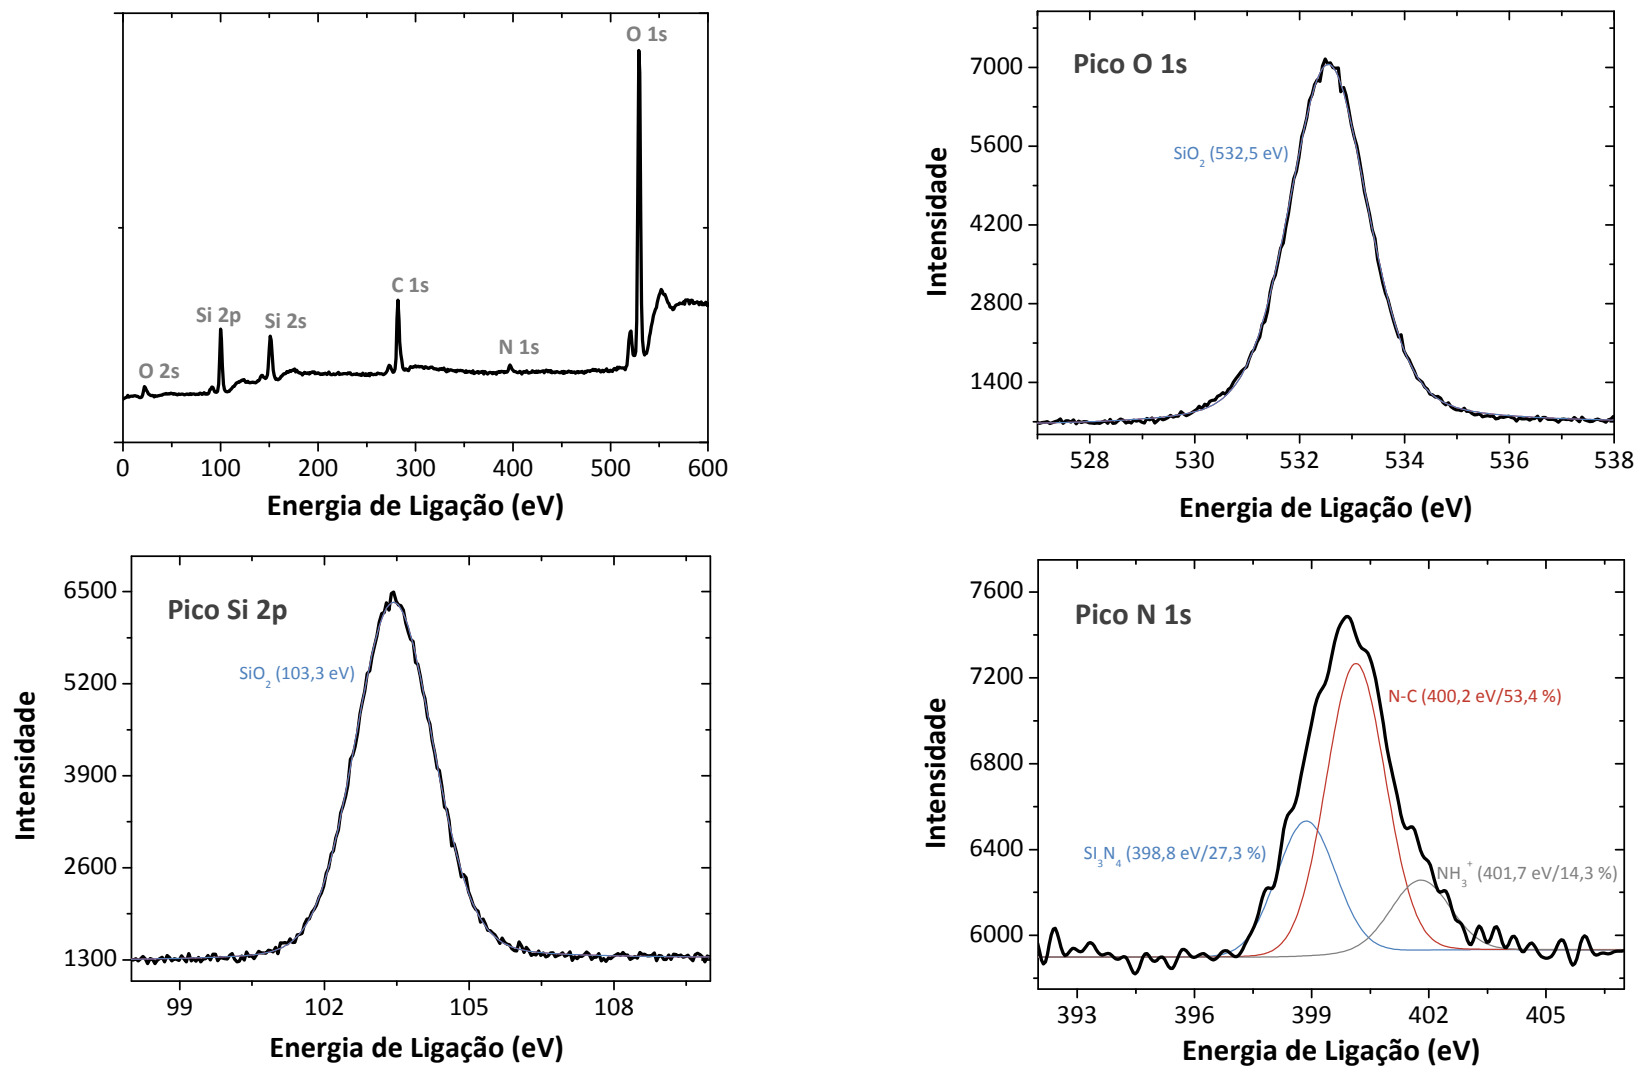 O 1s
C 1s
Si 2p
Si 2s
N 1s
O 2s
0
100
200
300
400
500
600
Energia de Ligação (eV)
Pico O 1s
7000
5600
4200
2800
1400
Intensidade
SiO2 (532,5 eV)
528
530
532
534
536
538
Energia de Ligação (eV)
Pico Si 2p
6500
5200
3900
2600
1300
Intensidade
SiO2 (103,3 eV)
99
102
105
108
Energia de Ligação (eV)
Pico N 1s
7600
7200
6800
6400
6000
Intensidade
N-C (400,2 eV/53,4 %)
SI3N4 (398,8 eV/27,3 %)
NH3+ (401,7 eV/14,3 %)
393
396
399
402
405
Energia de Ligação (eV)